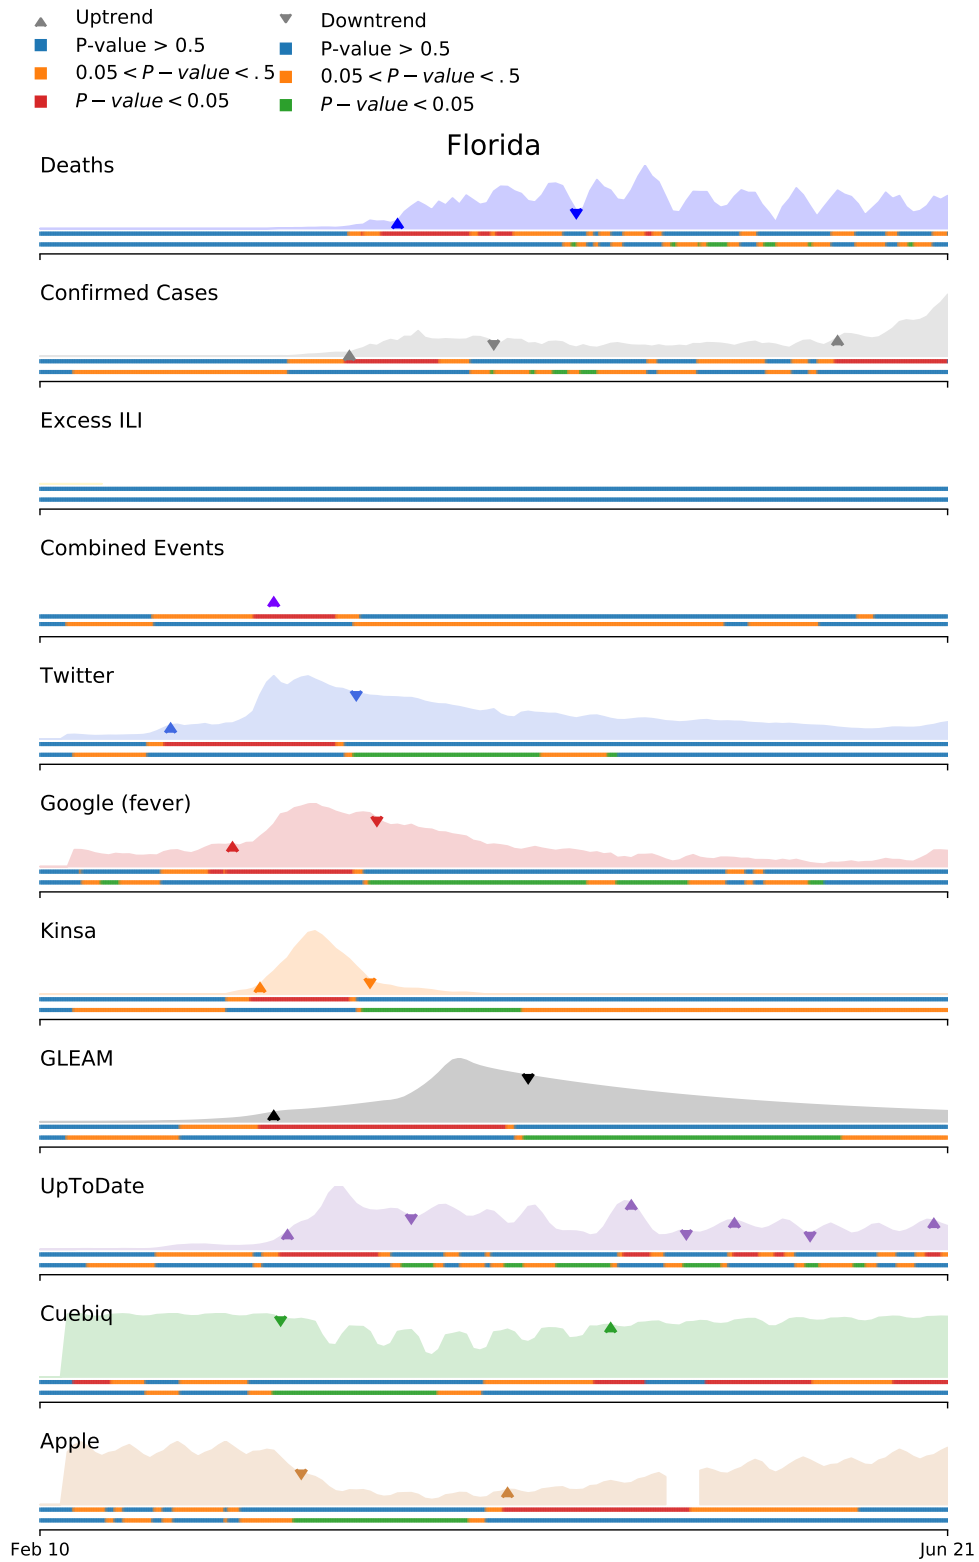 Uptrend
P-value > 0.5
0.05 < P − value < .5
P − value < 0.05
Downtrend
P-value > 0.5
0.05 < P − value < .5
P − value < 0.05
Florida
Deaths
Confirmed Cases
Excess ILI
Combined Events
Twitter
Google (fever)
Kinsa
GLEAM
UpToDate
Cuebiq
Apple
Feb 10
Jun 21